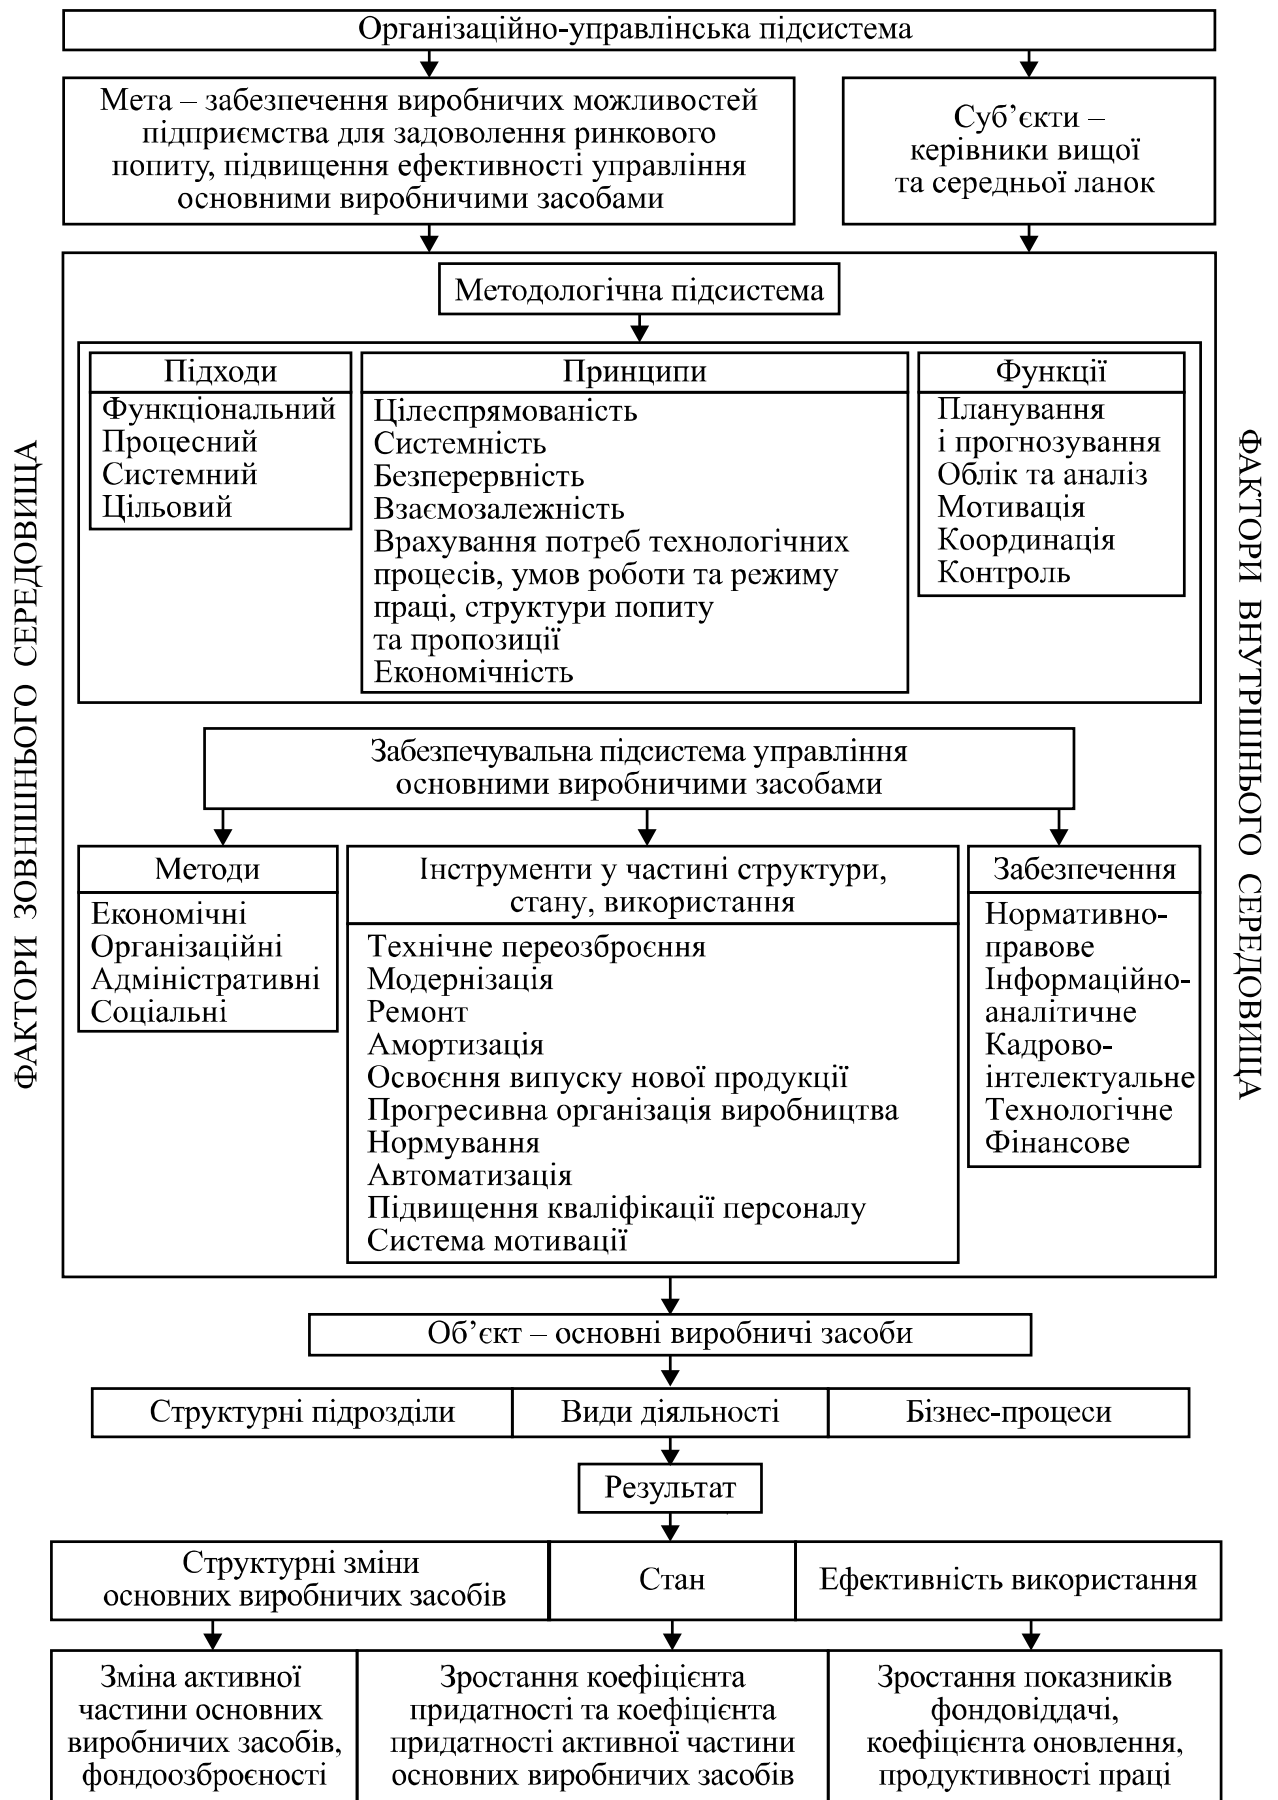 Організаційно-управлінська підсистема
Мета – забезпечення виробничих можливостей
підприємства для задоволення ринкового
попиту, підвищення ефективності управління
основними виробничими засобами
Суб’єкти –
керівники вищої
та середньої ланок
ФАКТОРИ ЗОВНІШНЬОГО СЕРЕДОВИЩА
Методологічна підсистема
Підходи
Функціональний
Процесний
Системний
Цільовий
Принципи
Цілеспрямованість
Системність
Безперервність
Взаємозалежність
Врахування потреб технологічних
процесів, умов роботи та режиму
праці, структури попиту
та пропозиції
Економічність
Функції
Планування
і прогнозування
Облік та аналіз
Мотивація
Координація
Контроль
ФАКТОРИ ВНУТРІШНЬОГО СЕРЕДОВИЩА
Забезпечувальна підсистема управління
основними виробничими засобами
Методи
Економічні
Організаційні
Адміністративні
Соціальні
Інструменти у частині структури,
стану, використання
Технічне переозброєння
Модернізація
Ремонт
Амортизація
Освоєння випуску нової продукції
Прогресивна організація виробництва
Нормування
Автоматизація
Підвищення кваліфікації персоналу
Система мотивації
Забезпечення
Нормативно-
правове
Інформаційно-
аналітичне
Кадрово-
інтелектуальне
Технологічне
Фінансове
Об’єкт – основні виробничі засоби
Структурні підрозділи
Види діяльності
Бізнес-процеси
Результат
Структурні зміни
основних виробничих засобів
Стан
Ефективність використання
Зміна активної
частини основних
виробничих засобів,
фондоозброєності
Зростання коефіцієнта
придатності та коефіцієнта
придатності активної частини
основних виробничих засобів
Зростання показників
фондовіддачі,
коефіцієнта оновлення,
продуктивності праці